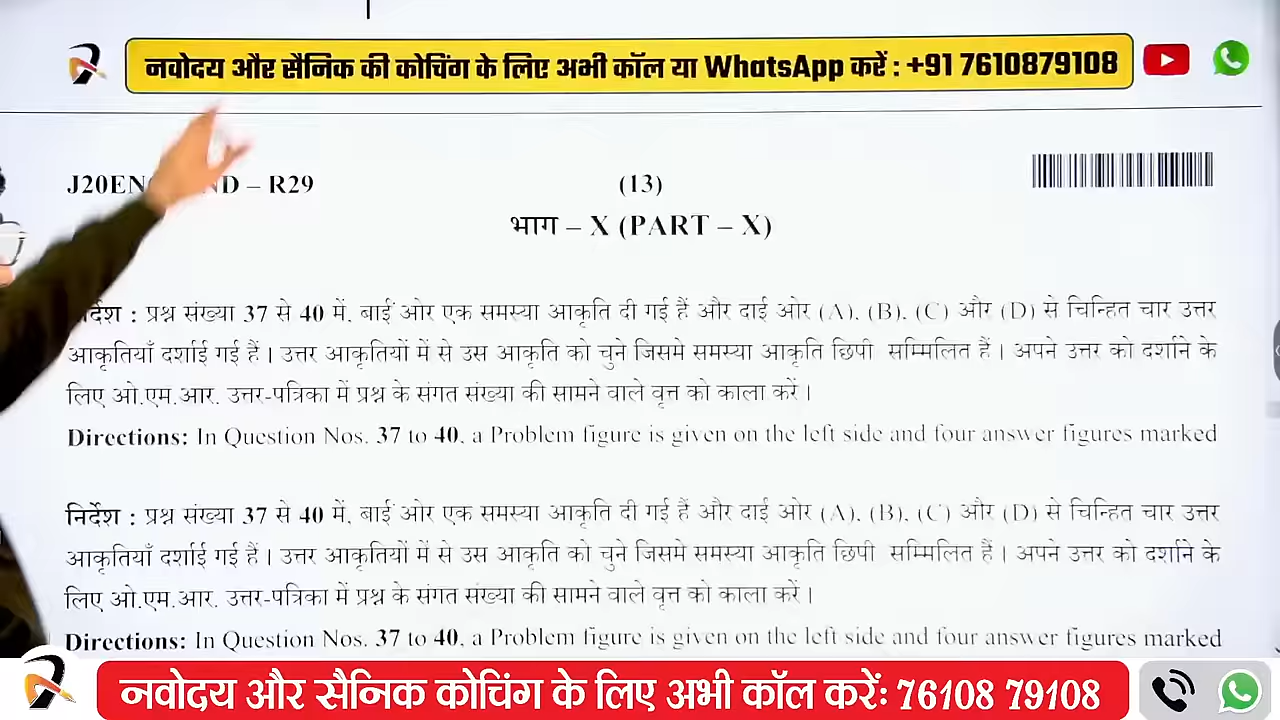 नवोदय और सैनिक की कोचिंग के लिए अभी कॉल या WhatsApp करें : +91 7610879108
J20EN ND – R29 (13)
भाग – X (PART – X)
: प्रश्न संख्या 37 से 40 में, बाईं ओर एक समस्या आकृति दी गई हैं और दाई ओर (A), (B), (C) और (D) से चिन्हित चार उत्तर
आकृतियाँ दर्शाई गई हैं । उत्तर आकृतियों में से उस आकृति को चुने जिसमे समस्या आकृति छिपी सम्मिलित हैं । अपने उत्तर को दर्शाने के
लिए ओ.एम.आर. उत्तर-पत्रिका में प्रश्न के संगत संख्या की सामने वाले वृत्त को काला करें ।
Directions: In Question Nos. 37 to 40, a Problem figure is given on the left side and four answer figures marked
निर्देश : प्रश्न संख्या 37 से 40 में, बाईं ओर एक समस्या आकृति दी गई हैं और दाई ओर (A), (B), (C) और (D) से चिन्हित चार उत्तर
आकृतियाँ दर्शाई गई हैं । उत्तर आकृतियों में से उस आकृति को चुने जिसमे समस्या आकृति छिपी सम्मिलित हैं । अपने उत्तर को दर्शाने के
लिए ओ.एम.आर. उत्तर-पत्रिका में प्रश्न के संगत संख्या की सामने वाले वृत्त को काला करें ।
Directions: In Question Nos. 37 to 40, a Problem figure is given on the left side and four answer figures marked
नवोदय और सैनिक कोचिंग के लिए अभी कॉल करें: 76108 79108